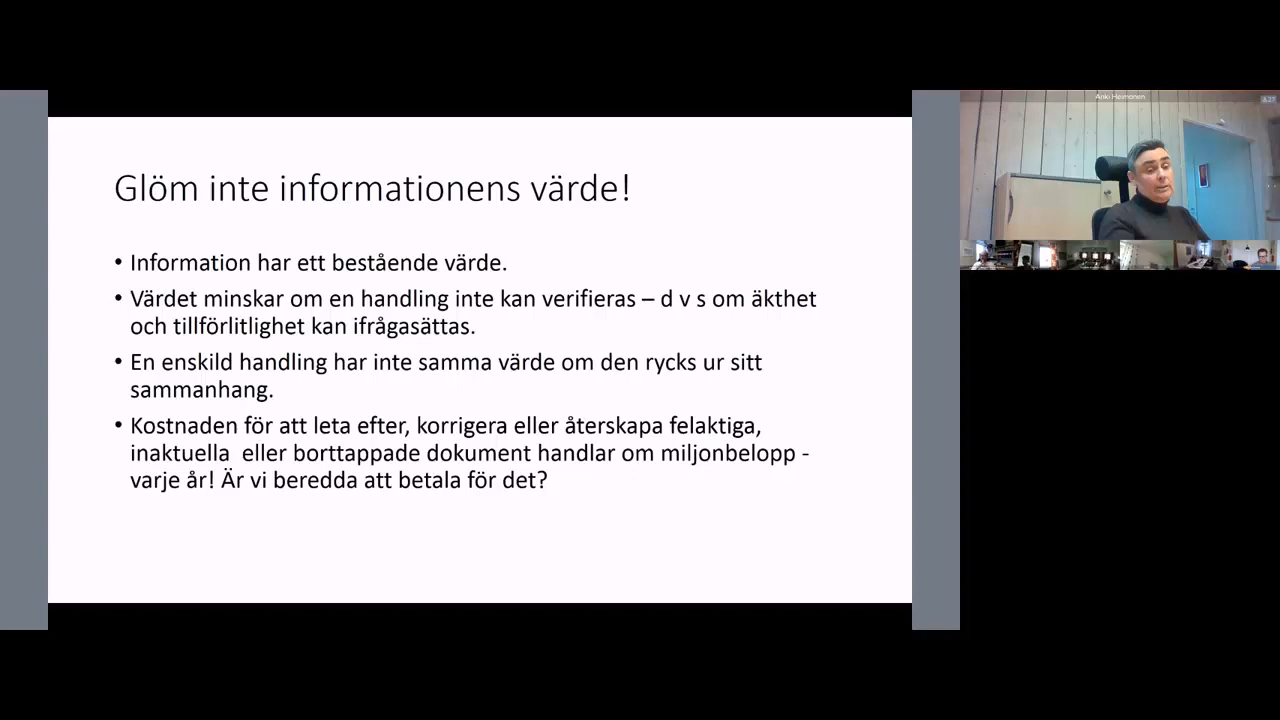 Glöm inte informationens värde!
• Information har ett bestående värde.
• Värdet minskar om en handling inte kan verifieras – d v s om äkthet
och tillförlitlighet kan ifrågasättas.
• En enskild handling har inte samma värde om den rycks ur sitt
sammanhang.
• Kostnaden för att leta efter, korrigera eller återskapa felaktiga,
inaktuella  eller borttappade dokument handlar om miljonbelopp -
varje år! Är vi beredda att betala för det?
Anki Heimonen